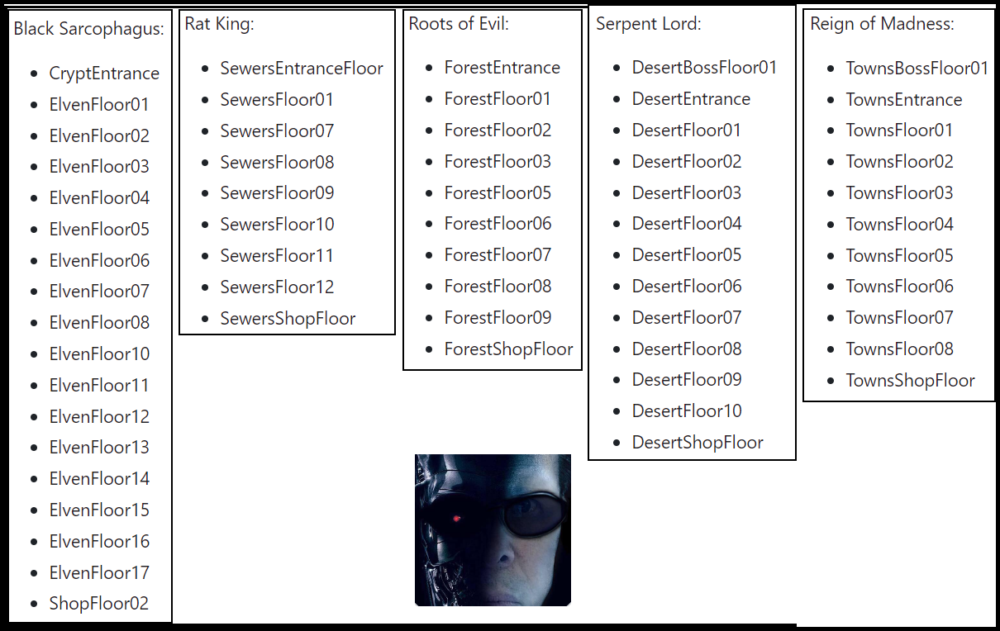 Black Sarcophagus:
CryptEntrance
ElvenFloor01
ElvenFloor02
ElvenFloor03
ElvenFloor04
ElvenFloor05
ElvenFloor06
ElvenFloor07
ElvenFloor08
ElvenFloor10
ElvenFloor11
ElvenFloor12
ElvenFloor13
ElvenFloor14
ElvenFloor15
ElvenFloor16
ElvenFloor17
ShopFloor02
Rat King:
SewersEntranceFloor
SewersFloor01
SewersFloor07
SewersFloor08
SewersFloor09
SewersFloor10
SewersFloor11
SewersFloor12
SewersShopFloor
Roots of Evil:
ForestEntrance
ForestFloor01
ForestFloor02
ForestFloor03
ForestFloor05
ForestFloor06
ForestFloor07
ForestFloor08
ForestFloor09
ForestShopFloor
Serpent Lord:
DesertBossFloor01
DesertEntrance
DesertFloor01
DesertFloor02
DesertFloor03
DesertFloor04
DesertFloor05
DesertFloor06
DesertFloor07
DesertFloor08
DesertFloor09
DesertFloor10
DesertShopFloor
Reign of Madness:
TownsBossFloor01
TownsEntrance
TownsFloor01
TownsFloor02
TownsFloor03
TownsFloor04
TownsFloor05
TownsFloor06
TownsFloor07
TownsFloor08
TownsShopFloor